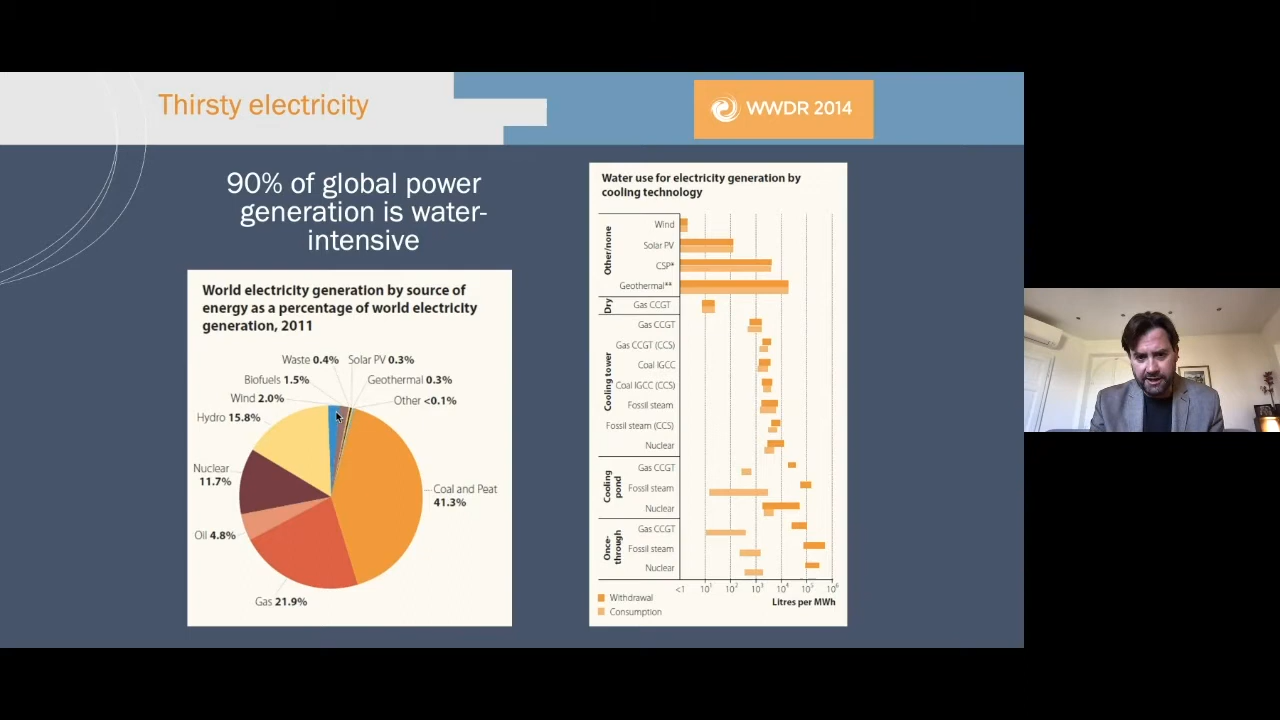 Thirsty electricity
WWDR 2014
90% of global power
generation is water-
intensive
World electricity generation by source of
energy as a percentage of world electricity
generation, 2011
Waste 0.4%
Solar PV 0.3%
Biofuels 1.5%
Geothermal 0.3%
Wind 2.0%
Other <0.1%
Hydro 15.8%
Nuclear
11.7%
Coal and Peat
41.3%
Oil 4.8%
Gas 21.9%
Water use for electricity generation by
cooling technology
Other/none
Wind
Solar PV
CSP*
Geothermal**
Dry
Gas CCGT
Cooling tower
Gas CCGT
Gas CCGT (CCS)
Coal IGCC
Coal IGCC (CCS)
Fossil steam
Fossil steam (CCS)
Nuclear
Cooling
pond
Gas CCGT
Fossil steam
Nuclear
Once-
through
Gas CCGT
Fossil steam
Nuclear
<1 10¹ 10² 10³ 10⁴ 10⁵ 10⁶
Litres per MWh
Withdrawal
Consumption